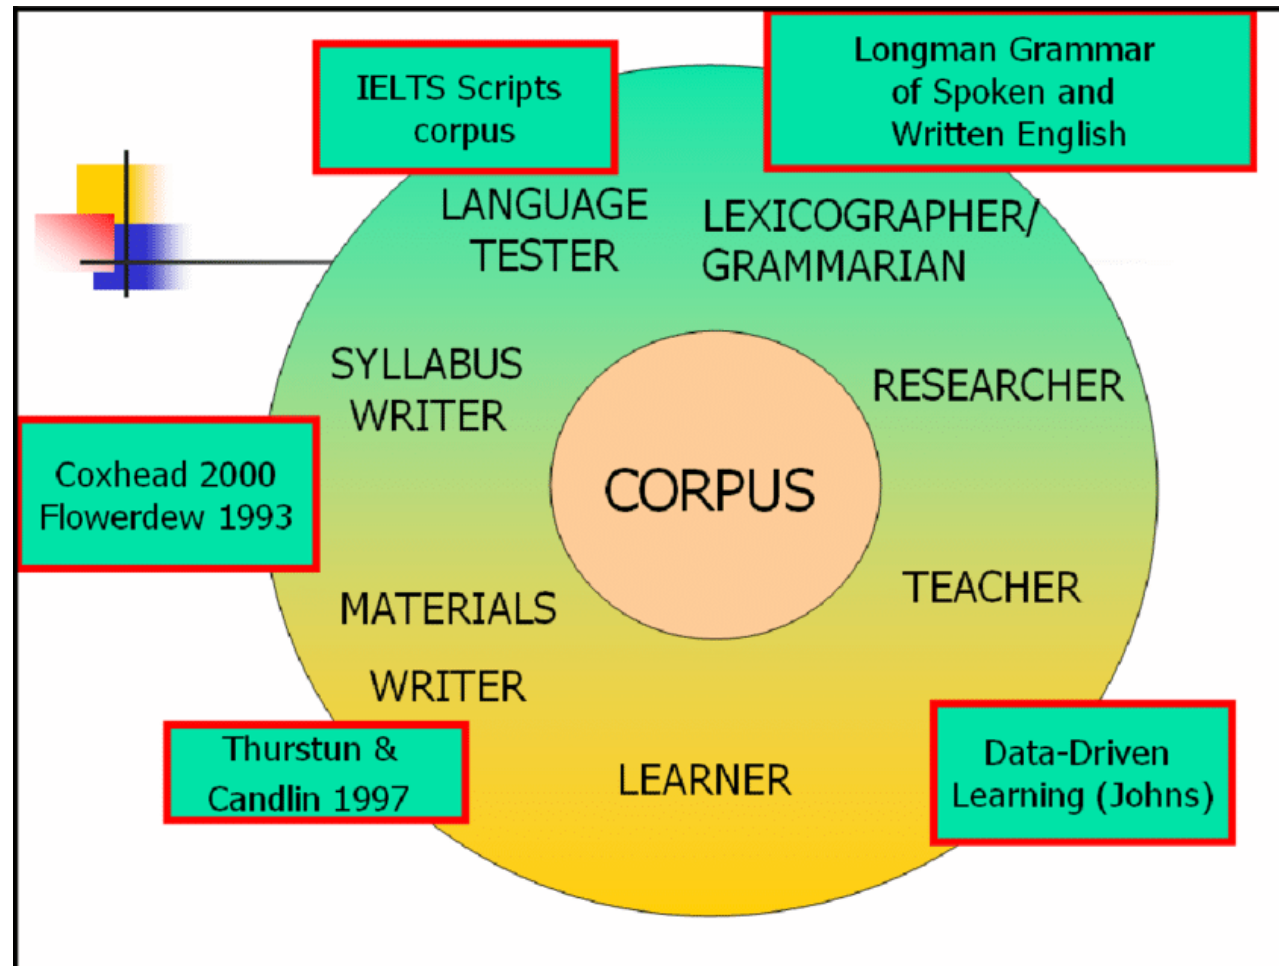 IELTS Scripts
corpus
Longman Grammar
of Spoken and
Written English
LANGUAGE
TESTER
LEXICOGRAPHER/
GRAMMARIAN
SYLLABUS
WRITER
RESEARCHER
Coxhead 2000
Flowerdew 1993
CORPUS
MATERIALS
WRITER
TEACHER
Thurstun &
Candlin 1997
LEARNER
Data-Driven
Learning (Johns)